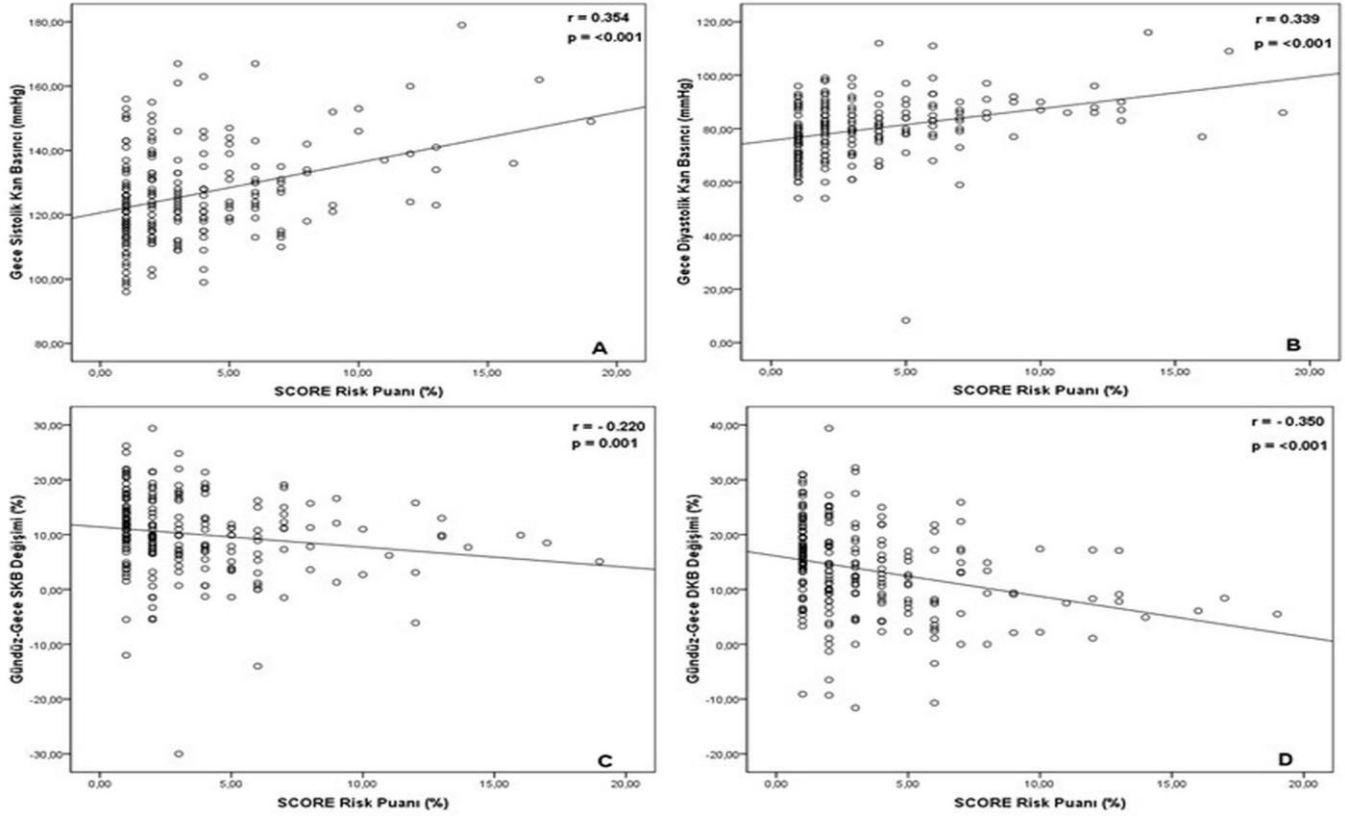 r = 0.354
p = <0.001
Gece Sistolik Kan Basıncı (mmHg)
180,00
160,00
140,00
120,00
100,00
80,00
0,00 5,00 10,00 15,00 20,00
A
SCORE Risk Puanı (%)
r = 0.339
p = <0.001
Gece Diyastolik Kan Basıncı (mmHg)
120,00
100,00
80,00
60,00
40,00
20,00
0,00
0,00 5,00 10,00 15,00 20,00
B
SCORE Risk Puanı (%)
r = - 0.220
p = 0.001
Gündüz-Gece SKB Değişimi (%)
30,00
20,00
10,00
0,00
-10,00
-20,00
-30,00
0,00 5,00 10,00 15,00 20,00
C
SCORE Risk Puanı (%)
r = - 0.350
p = <0.001
Gündüz-Gece DKB Değişimi (%)
40,00
30,00
20,00
10,00
0,00
-10,00
-20,00
0,00 5,00 10,00 15,00 20,00
D
SCORE Risk Puanı (%)